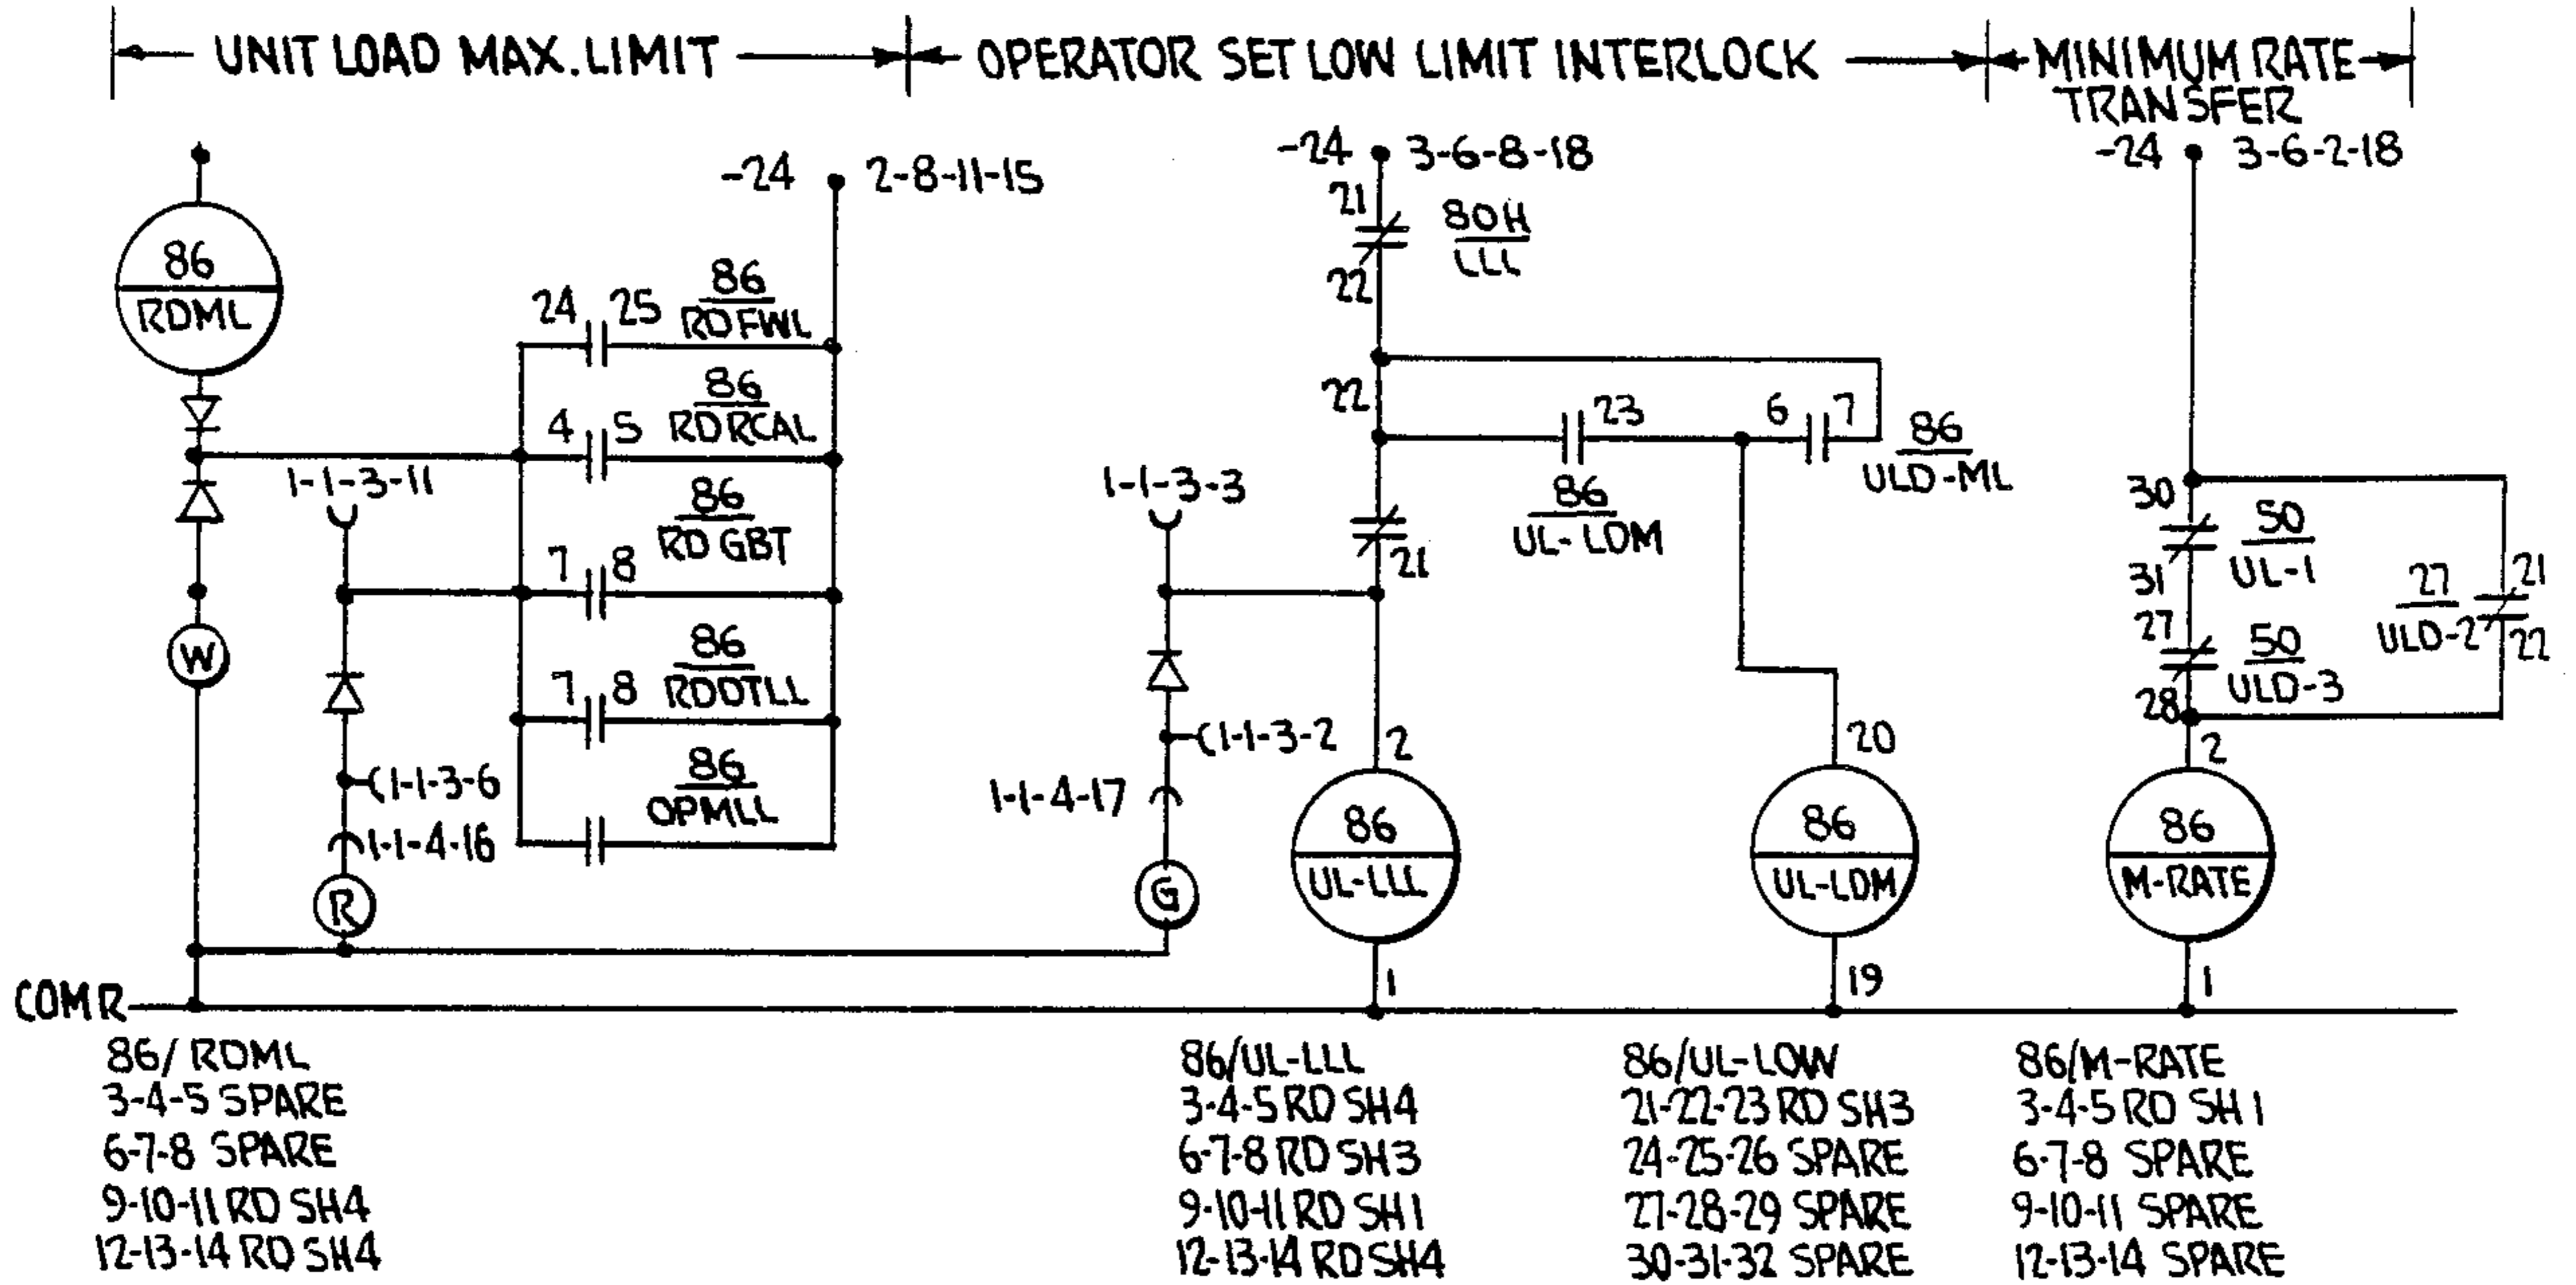 UNIT LOAD MAX. LIMIT
OPERATOR SET LOW LIMIT INTERLOCK
MINIMUM RATE
TRANSFER
-24 2-8-11-15
-24 3-6-8-18
-24 3-6-2-18
86
RDML
W
1-1-3-11
1-1-3-6
1-1-4-16
R
24 25
86
RDFWL
4 5
86
RDRCAL
7 8
86
RD GBT
7 8
86
RDDTLL
86
OPMLL
21
80H
LLL
22
22
23
86
UL-LDM
6 7
86
ULD-ML
21
1-1-3-3
1-1-3-2
1-1-4-17
G
2
86
UL-LLL
1
20
86
UL-LDM
19
30
50
UL-1
31
27
50
ULD-3
28
27
ULD-2
21
22
2
86
M-RATE
1
COMR
86/ RDML
3-4-5 SPARE
6-7-8 SPARE
9-10-11 RD SH4
12-13-14 RD SH4
86/UL-LLL
3-4-5 RD SH4
6-7-8 RD SH3
9-10-11 RD SH1
12-13-14 RD SH4
86/UL-LOW
21-22-23 RD SH3
24-25-26 SPARE
27-28-29 SPARE
30-31-32 SPARE
86/M-RATE
3-4-5 RD SH1
6-7-8 SPARE
9-10-11 SPARE
12-13-14 SPARE